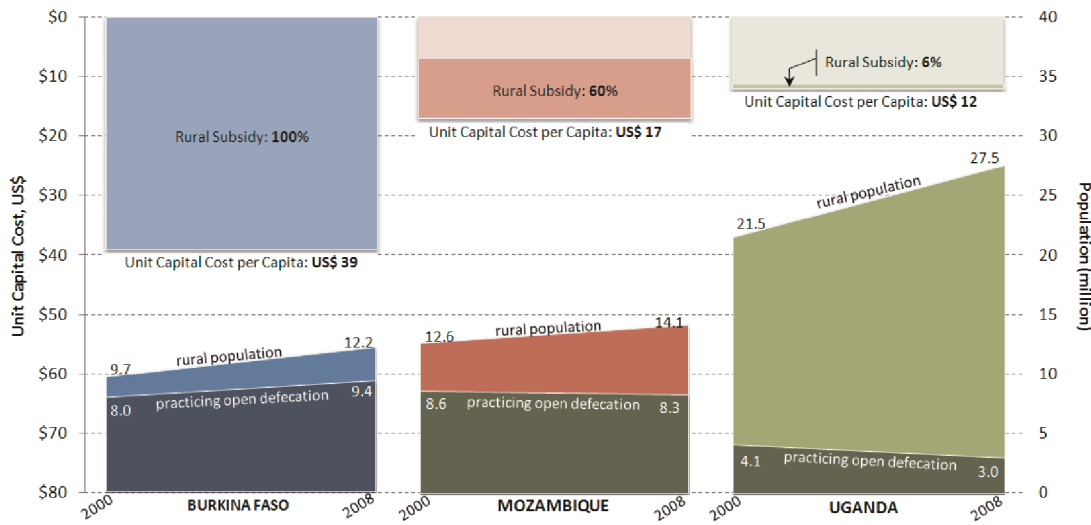 Unit Capital Cost, US$
$0
$10
$20
$30
$40
$50
$60
$70
$80
Rural Subsidy: 100%
Unit Capital Cost per Capita: US$ 39
rural population
9.7
12.2
practicing open defecation
8.0
9.4
2000
BURKINA FASO
2008
Rural Subsidy: 60%
Unit Capital Cost per Capita: US$ 17
rural population
12.6
14.1
practicing open defecation
8.6
8.3
2000
MOZAMBIQUE
2008
Rural Subsidy: 6%
Unit Capital Cost per Capita: US$ 12
rural population
21.5
27.5
practicing open defecation
4.1
3.0
2000
UGANDA
2008
40
35
30
25
20
15
10
5
0
Population (million)